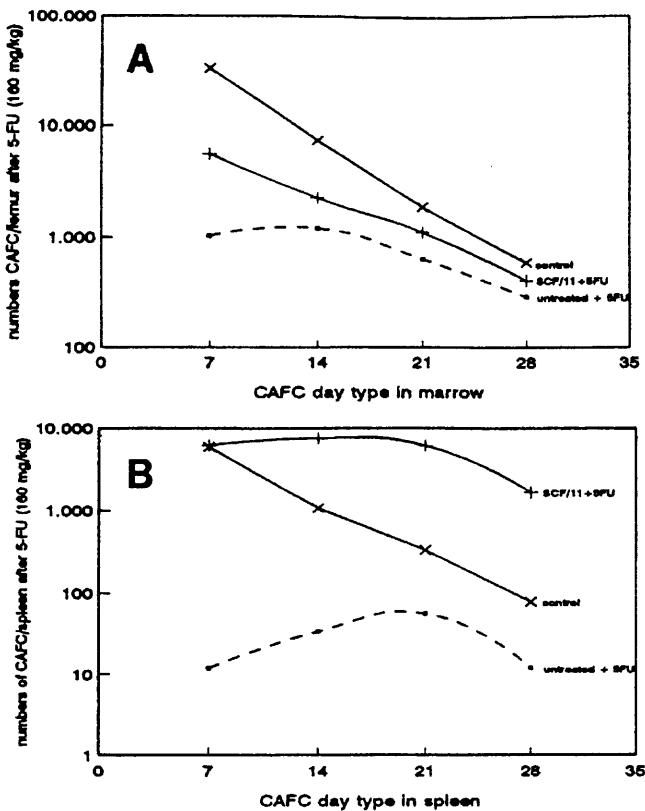 A
numbers CAFC/femur after 5-FU (160 mg/kg)
100.000
10.000
1.000
100
control
SCF/11+5FU
untreated + 5FU
0 7 14 21 28 35
CAFC day type in marrow
B
numbers of CAFC/spleen after 5-FU (160 mg/kg)
10.000
1.000
100
10
1
SCF/11+5FU
control
untreated + 5FU
0 7 14 21 28 35
CAFC day type in spleen